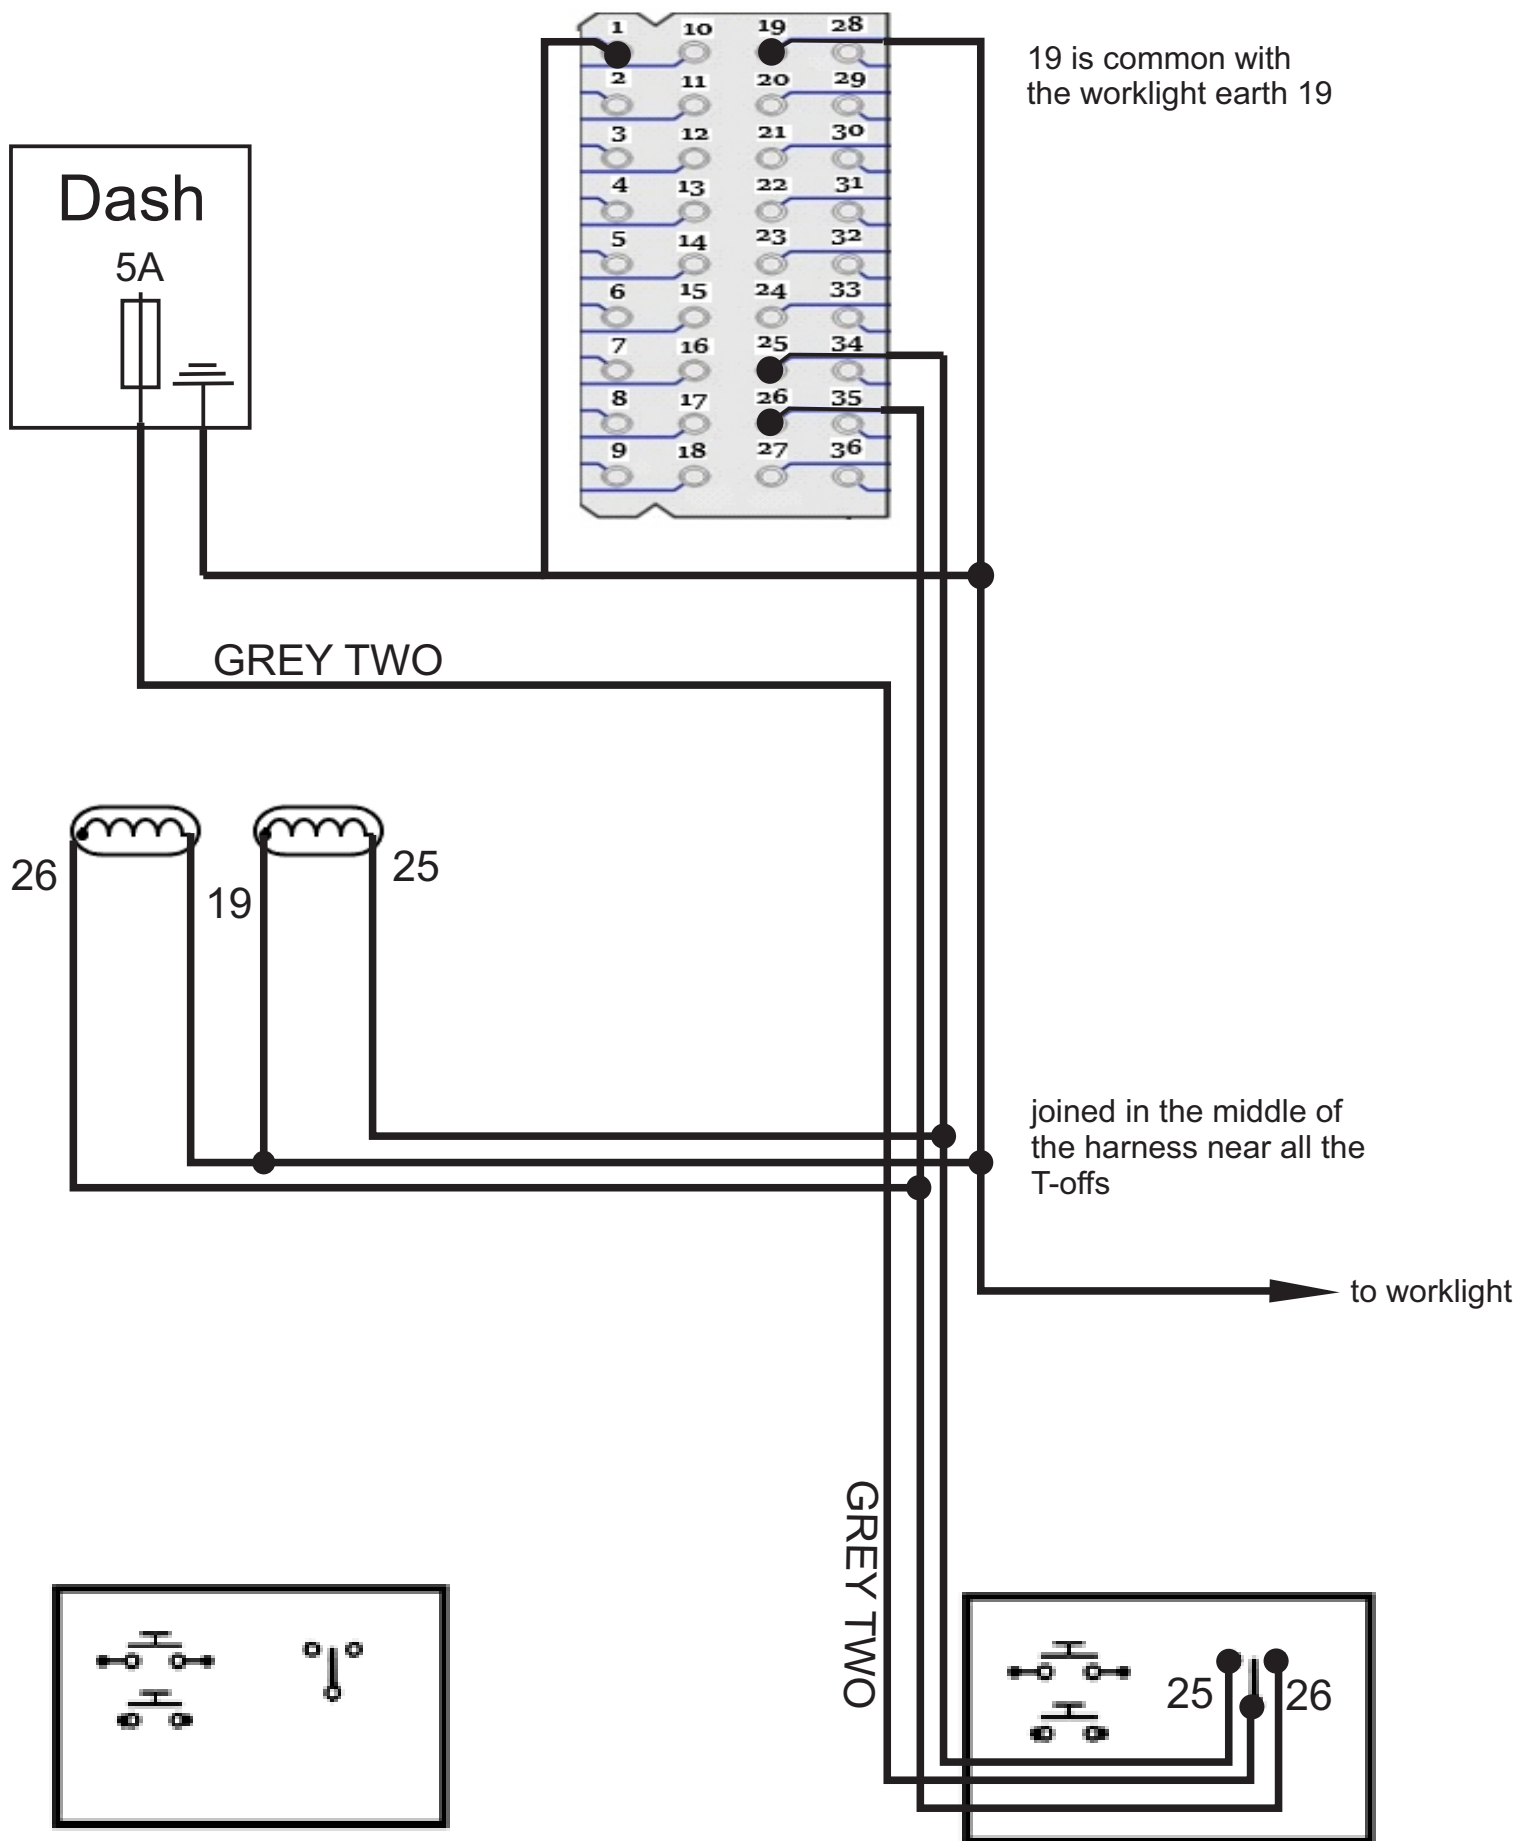 1 10 19 28
2 11 20 29
3 12 21 30
4 13 22 31
5 14 23 32
6 15 24 33
7 16 25 34
8 17 26 35
9 18 27 36
19 is common with
the worklight earth 19
Dash
5A
GREY TWO
26
19
25
joined in the middle of
the harness near all the
T-offs
to worklight
GREY TWO
25
26